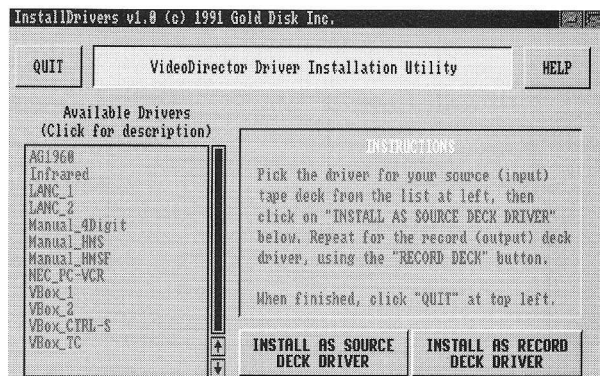 InstallDrivers v1.0 (c) 1991 Gold Disk Inc.
QUIT
VideoDirector Driver Installation Utility
HELP
Available Drivers
(Click for description)
AG1960
Infrared
LANC_1
LANC_2
Manual_4Digit
Manual_HMS
Manual_HMSF
NEC_PC-VCR
VBox_1
VBox_2
VBox_CTRL-S
VBox_TC
INSTRUCTIONS
Pick the driver for your source (input)
tape deck from the list at left, then
click on "INSTALL AS SOURCE DECK DRIVER"
below. Repeat for the record (output) deck
driver, using the "RECORD DECK" button.
When finished, click "QUIT" at top left.
INSTALL AS SOURCE
DECK DRIVER
INSTALL AS RECORD
DECK DRIVER